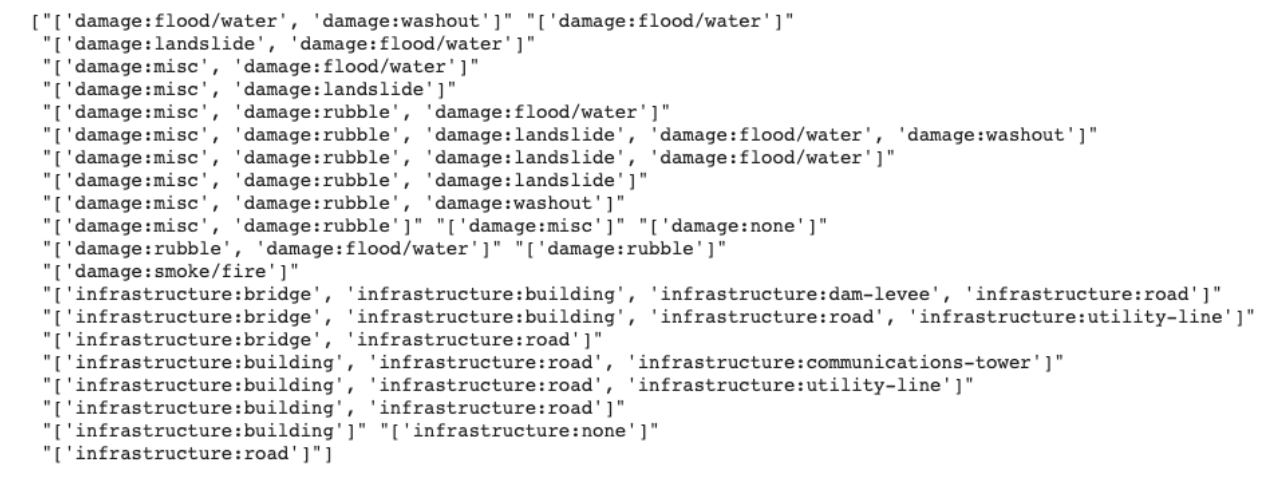 ["['damage:flood/water', 'damage:washout']" "['damage:flood/water']"
"['damage:landslide', 'damage:flood/water']"
"['damage:misc', 'damage:flood/water']"
"['damage:misc', 'damage:landslide']"
"['damage:misc', 'damage:rubble', 'damage:flood/water']"
"['damage:misc', 'damage:rubble', 'damage:landslide', 'damage:flood/water', 'damage:washout']"
"['damage:misc', 'damage:rubble', 'damage:landslide', 'damage:flood/water']"
"['damage:misc', 'damage:rubble', 'damage:landslide']"
"['damage:misc', 'damage:rubble', 'damage:washout']"
"['damage:misc', 'damage:rubble']" "['damage:misc']" "['damage:none']"
"['damage:rubble', 'damage:flood/water']" "['damage:rubble']"
"['damage:smoke/fire']"
"['infrastructure:bridge', 'infrastructure:building', 'infrastructure:dam-levee', 'infrastructure:road']"
"['infrastructure:bridge', 'infrastructure:building', 'infrastructure:road', 'infrastructure:utility-line']"
"['infrastructure:bridge', 'infrastructure:road']"
"['infrastructure:building', 'infrastructure:road', 'infrastructure:communications-tower']"
"['infrastructure:building', 'infrastructure:road', 'infrastructure:utility-line']"
"['infrastructure:building', 'infrastructure:road']"
"['infrastructure:building']" "['infrastructure:none']"
"['infrastructure:road']"]